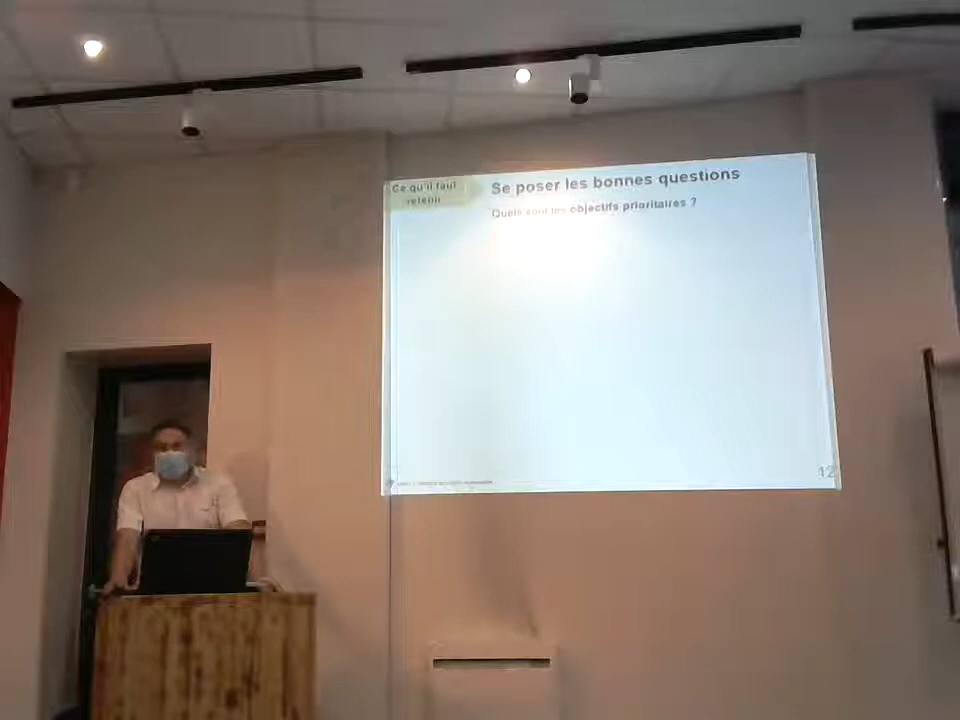 Ce qu'il faut
retenir
Se poser les bonnes questions
Quels sont les objectifs prioritaires ?
12